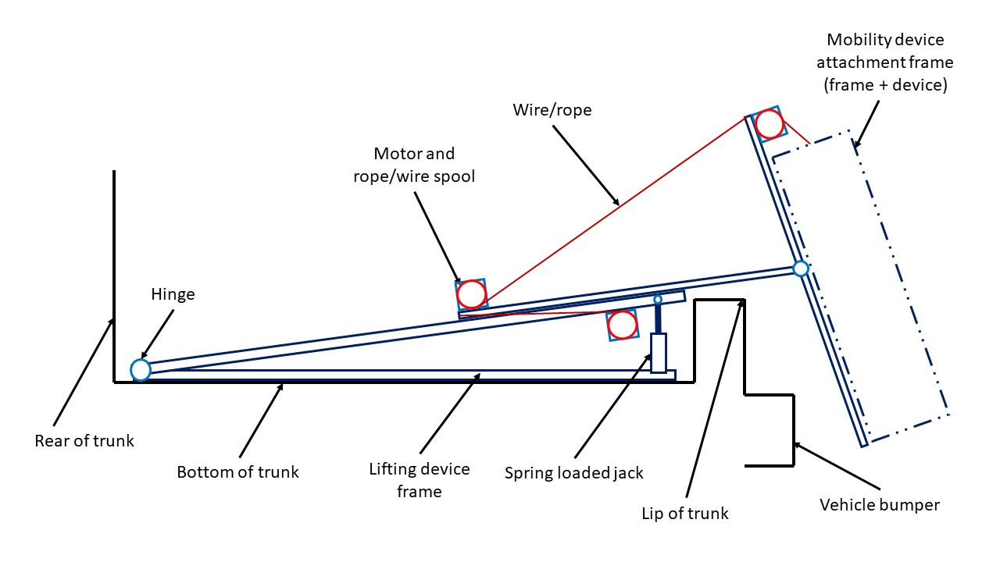 Mobility device
attachment frame
(frame + device)
Wire/rope
Motor and
rope/wire spool
Hinge
Rear of trunk
Bottom of trunk
Lifting device
frame
Spring loaded jack
Lip of trunk
Vehicle bumper